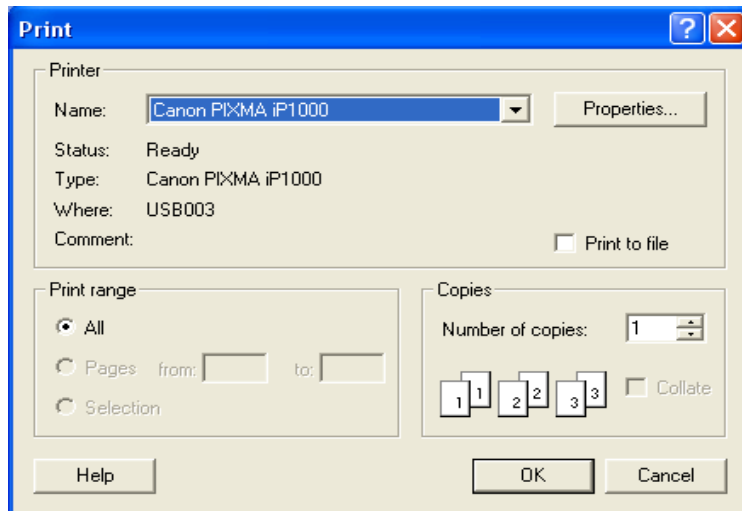 Print
Printer
Name: Canon PIXMA iP1000 Properties...
Status: Ready
Type: Canon PIXMA iP1000
Where: USB003
Comment: Print to file
Print range
All
Pages from: to:
Selection
Copies
Number of copies: 1
1 1 2 2 3 3 Collate
Help OK Cancel